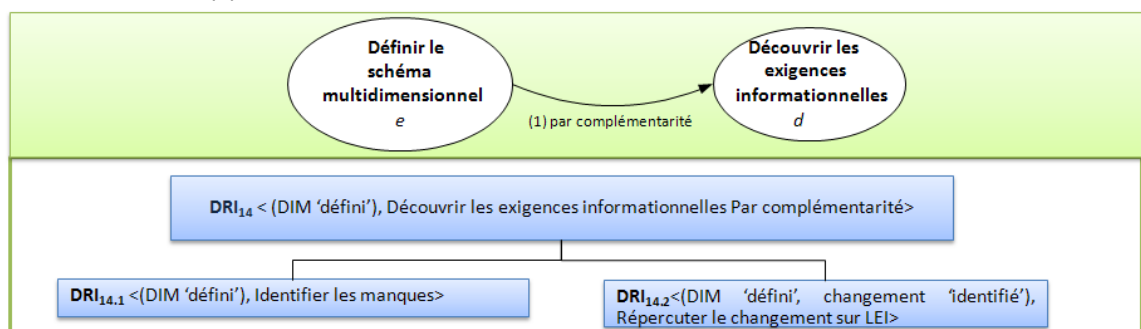 Définir le
schéma
multidimensionnel
e
(1) par complémentarité
Découvrir les
exigences
informationnelles
d
DRI14 < (DIM ‘défini’), Découvrir les exigences informationnelles Par complémentarité>
DRI14.1 <(DIM ‘défini’), Identifier les manques>
DRI14.2<(DIM ‘défini’, changement ‘identifié’),
Répercuter le changement sur LEI>